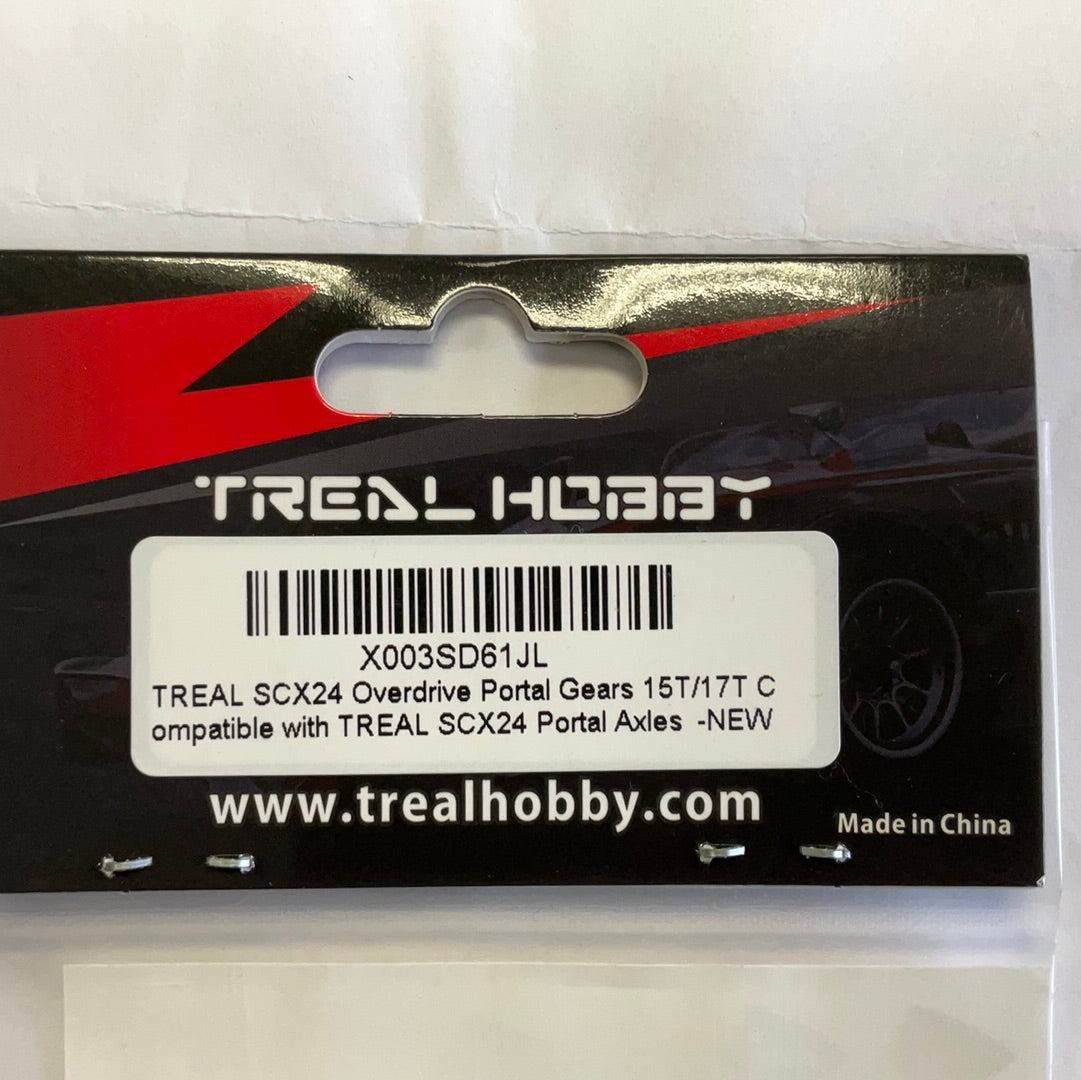 TREAL HOBBY
X003SD61JL
TREAL SCX24 Overdrive Portal Gears 15T/17T C
ompatible with TREAL SCX24 Portal Axles -NEW
www.trealhobby.com
Made in China